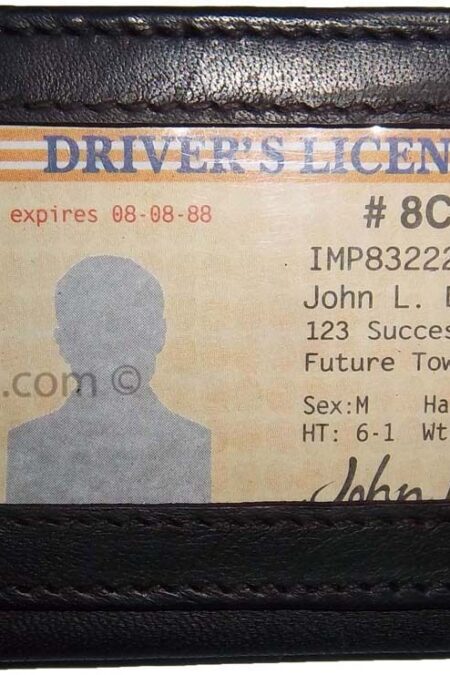 DRIVER'S LICEN
expires 08-08-88
# 8C
IMP83222
John L.
123 Succes
Future Tow
.com ©
Sex:M Ha
HT: 6-1 Wt
John